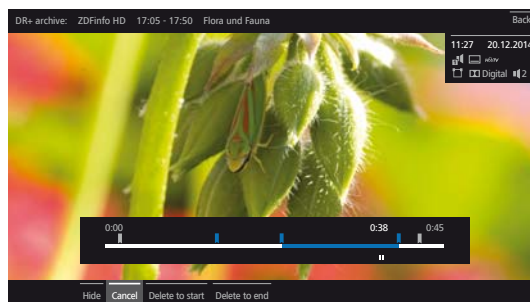 DR+ archive: ZDFinfo HD 17:05 - 17:50 Flora und Fauna Back
11:27 20.12.2014
Digital 2
0:00 0:38 0:45
Hide Cancel Delete to start Delete to end